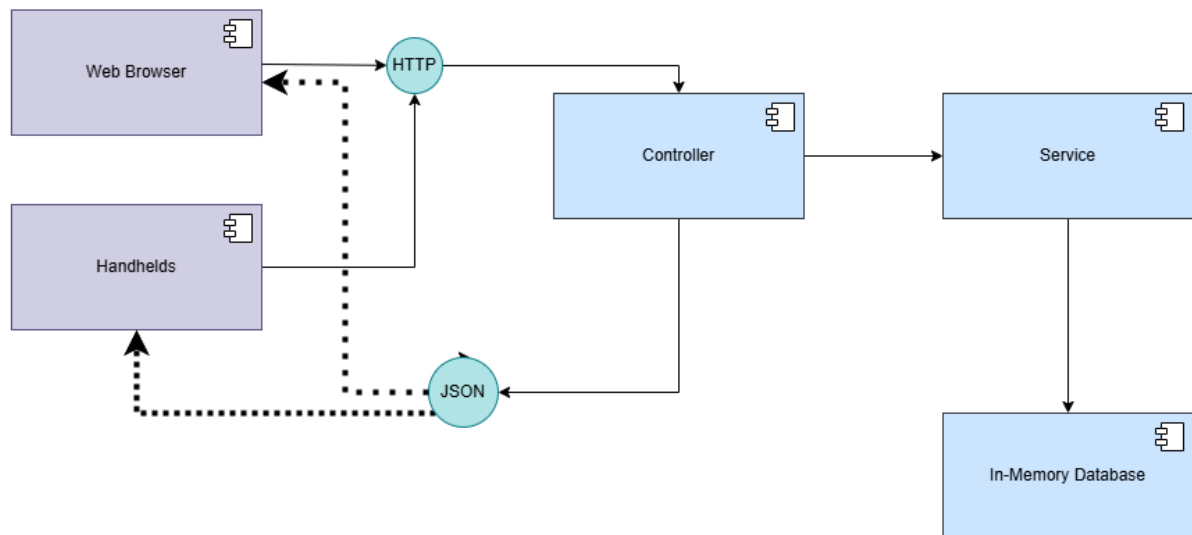 Web Browser
HTTP
Controller
Service
Handhelds
JSON
In-Memory Database